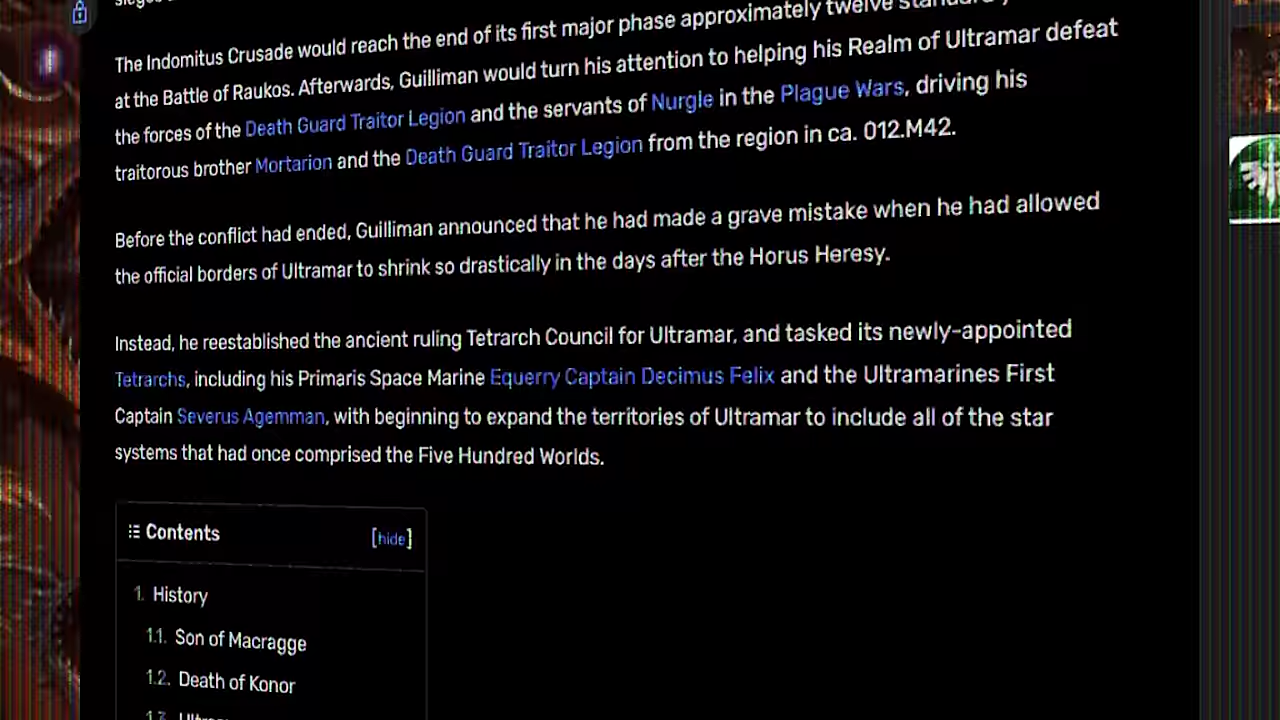 The Indomitus Crusade would reach the end of its first major phase approximately twelve
at the Battle of Raukos. Afterwards, Guilliman would turn his attention to helping his Realm of Ultramar defeat
the forces of the Death Guard Traitor Legion and the servants of Nurgle in the Plague Wars, driving his
traitorous brother Mortarion and the Death Guard Traitor Legion from the region in ca. 012.M42.
Before the conflict had ended, Guilliman announced that he had made a grave mistake when he had allowed
the official borders of Ultramar to shrink so drastically in the days after the Horus Heresy.
Instead, he reestablished the ancient ruling Tetrarch Council for Ultramar, and tasked its newly-appointed
Tetrarchs, including his Primaris Space Marine Equerry Captain Decimus Felix and the Ultramarines First
Captain Severus Agemman, with beginning to expand the territories of Ultramar to include all of the star
systems that had once comprised the Five Hundred Worlds.
Contents [hide]
1. History
1.1. Son of Macragge
1.2. Death of Konor